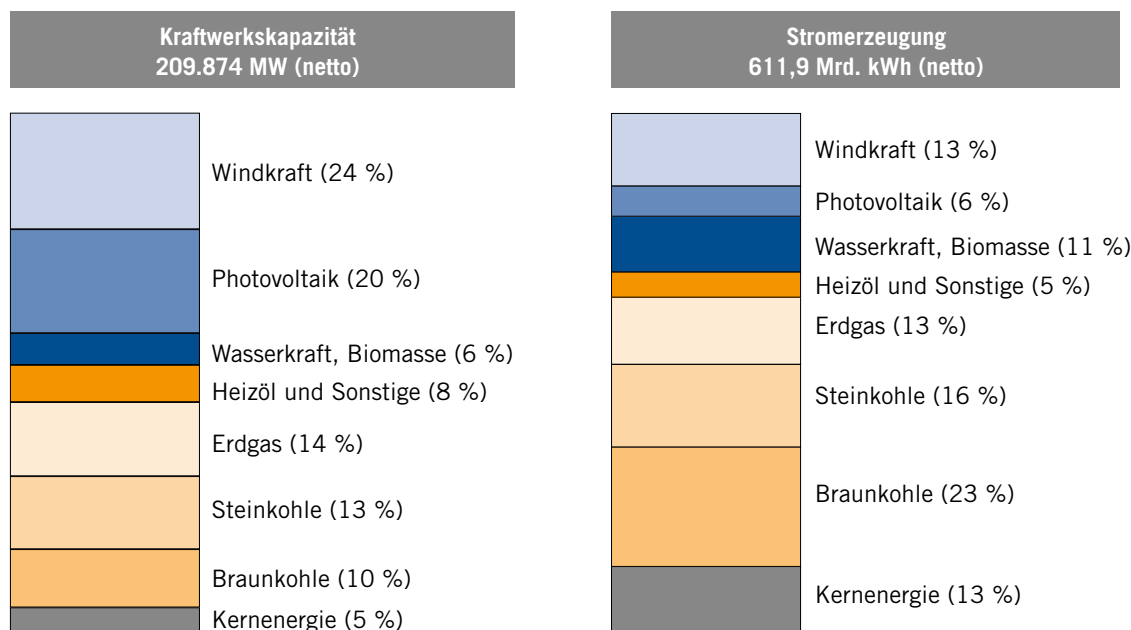 Kraftwerkskapazität
209.874 MW (netto)
Windkraft (24 %)
Photovoltaik (20 %)
Wasserkraft, Biomasse (6 %)
Heizöl und Sonstige (8 %)
Erdgas (14 %)
Steinkohle (13 %)
Braunkohle (10 %)
Kernenergie (5 %)
Stromerzeugung
611,9 Mrd. kWh (netto)
Windkraft (13 %)
Photovoltaik (6 %)
Wasserkraft, Biomasse (11 %)
Heizöl und Sonstige (5 %)
Erdgas (13 %)
Steinkohle (16 %)
Braunkohle (23 %)
Kernenergie (13 %)